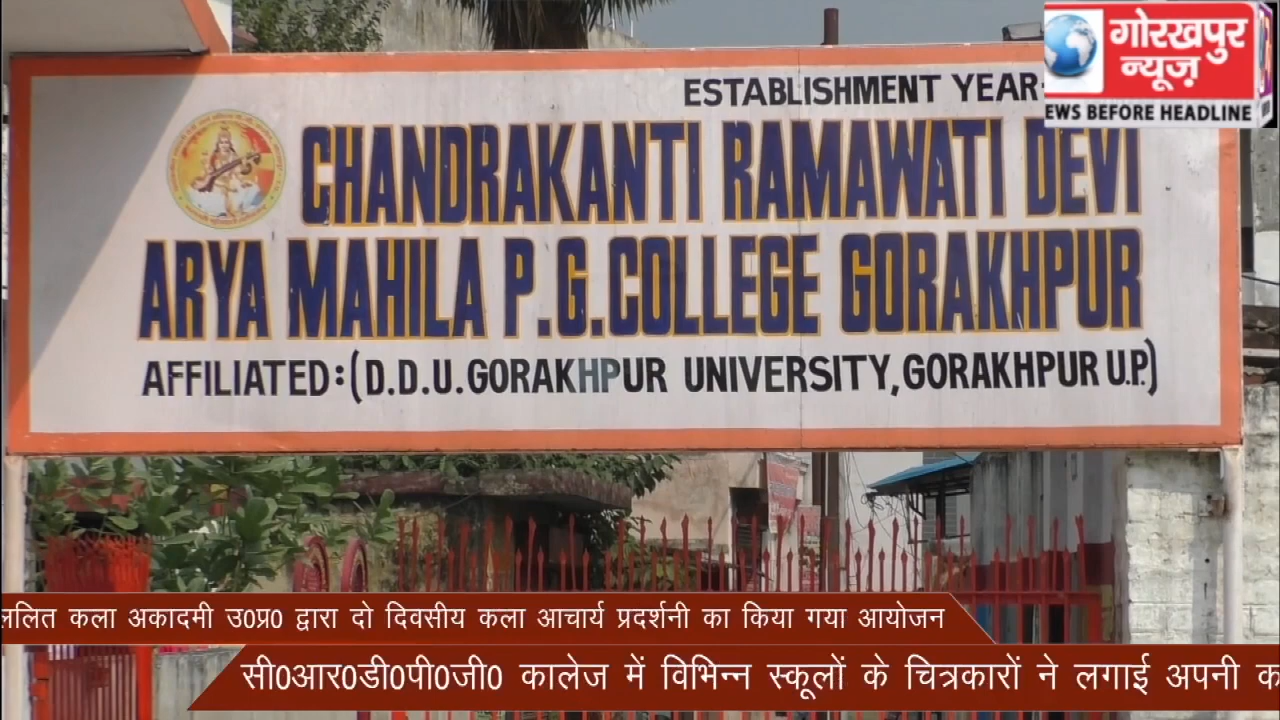 ESTABLISHMENT YEAR-
गोरखपुर
न्यूज़
EWS BEFORE HEADLINE
CHANDRAKANTI RAMAWATI DEVI
ARYA MAHILA P.G.COLLEGE GORAKHPUR
AFFILIATED:(D.D.U.GORAKHPUR UNIVERSITY,GORAKHPUR U.P.)
ललित कला अकादमी उ0प्र0 द्वारा दो दिवसीय कला आचार्य प्रदर्शनी का किया गया आयोजन
सी0आर0डी0पी0जी0 कालेज में विभिन्न स्कूलों के चित्रकारों ने लगाई अपनी क